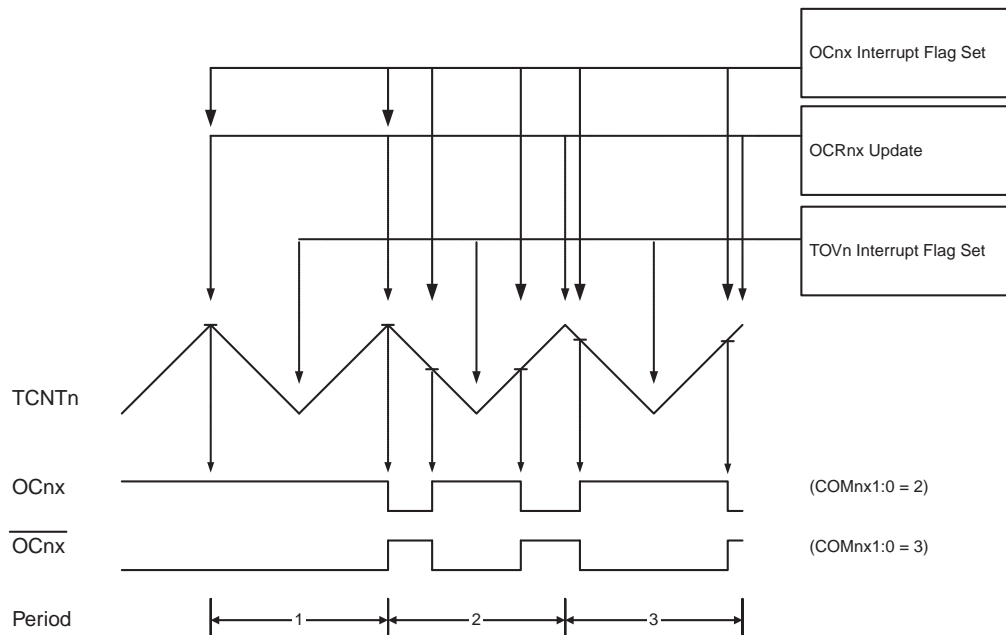 OCnx Interrupt Flag Set
OCRnx Update
TOVn Interrupt Flag Set
TCNTn
OCnx
(COMnx1:0 = 2)
OCnx
(COMnx1:0 = 3)
Period
1
2
3